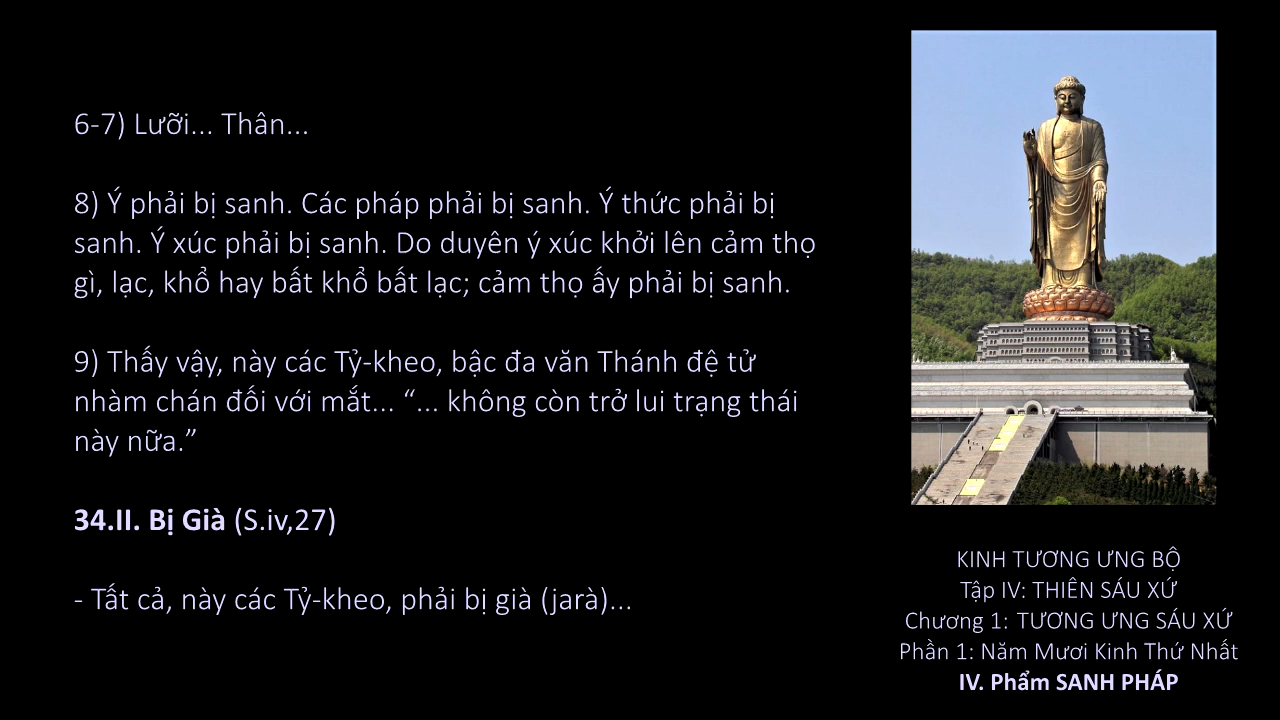 6-7) Lưỡi... Thân...
8) Ý phải bị sanh. Các pháp phải bị sanh. Ý thức phải bị
sanh. Ý xúc phải bị sanh. Do duyên ý xúc khởi lên cảm thọ
gì, lạc, khổ hay bất khổ bất lạc; cảm thọ ấy phải bị sanh.
9) Thấy vậy, này các Tỷ-kheo, bậc đa văn Thánh đệ tử
nhàm chán đối với mắt... “... không còn trở lui trạng thái
này nữa.”
34.II. Bị Già (S.iv,27)
- Tất cả, này các Tỷ-kheo, phải bị già (jarà)...
KINH TƯƠNG ƯNG BỘ
Tập IV: THIÊN SÁU XỨ
Chương 1: TƯƠNG ƯNG SÁU XỨ
Phần 1: Năm Mươi Kinh Thứ Nhất
IV. Phẩm SANH PHÁP